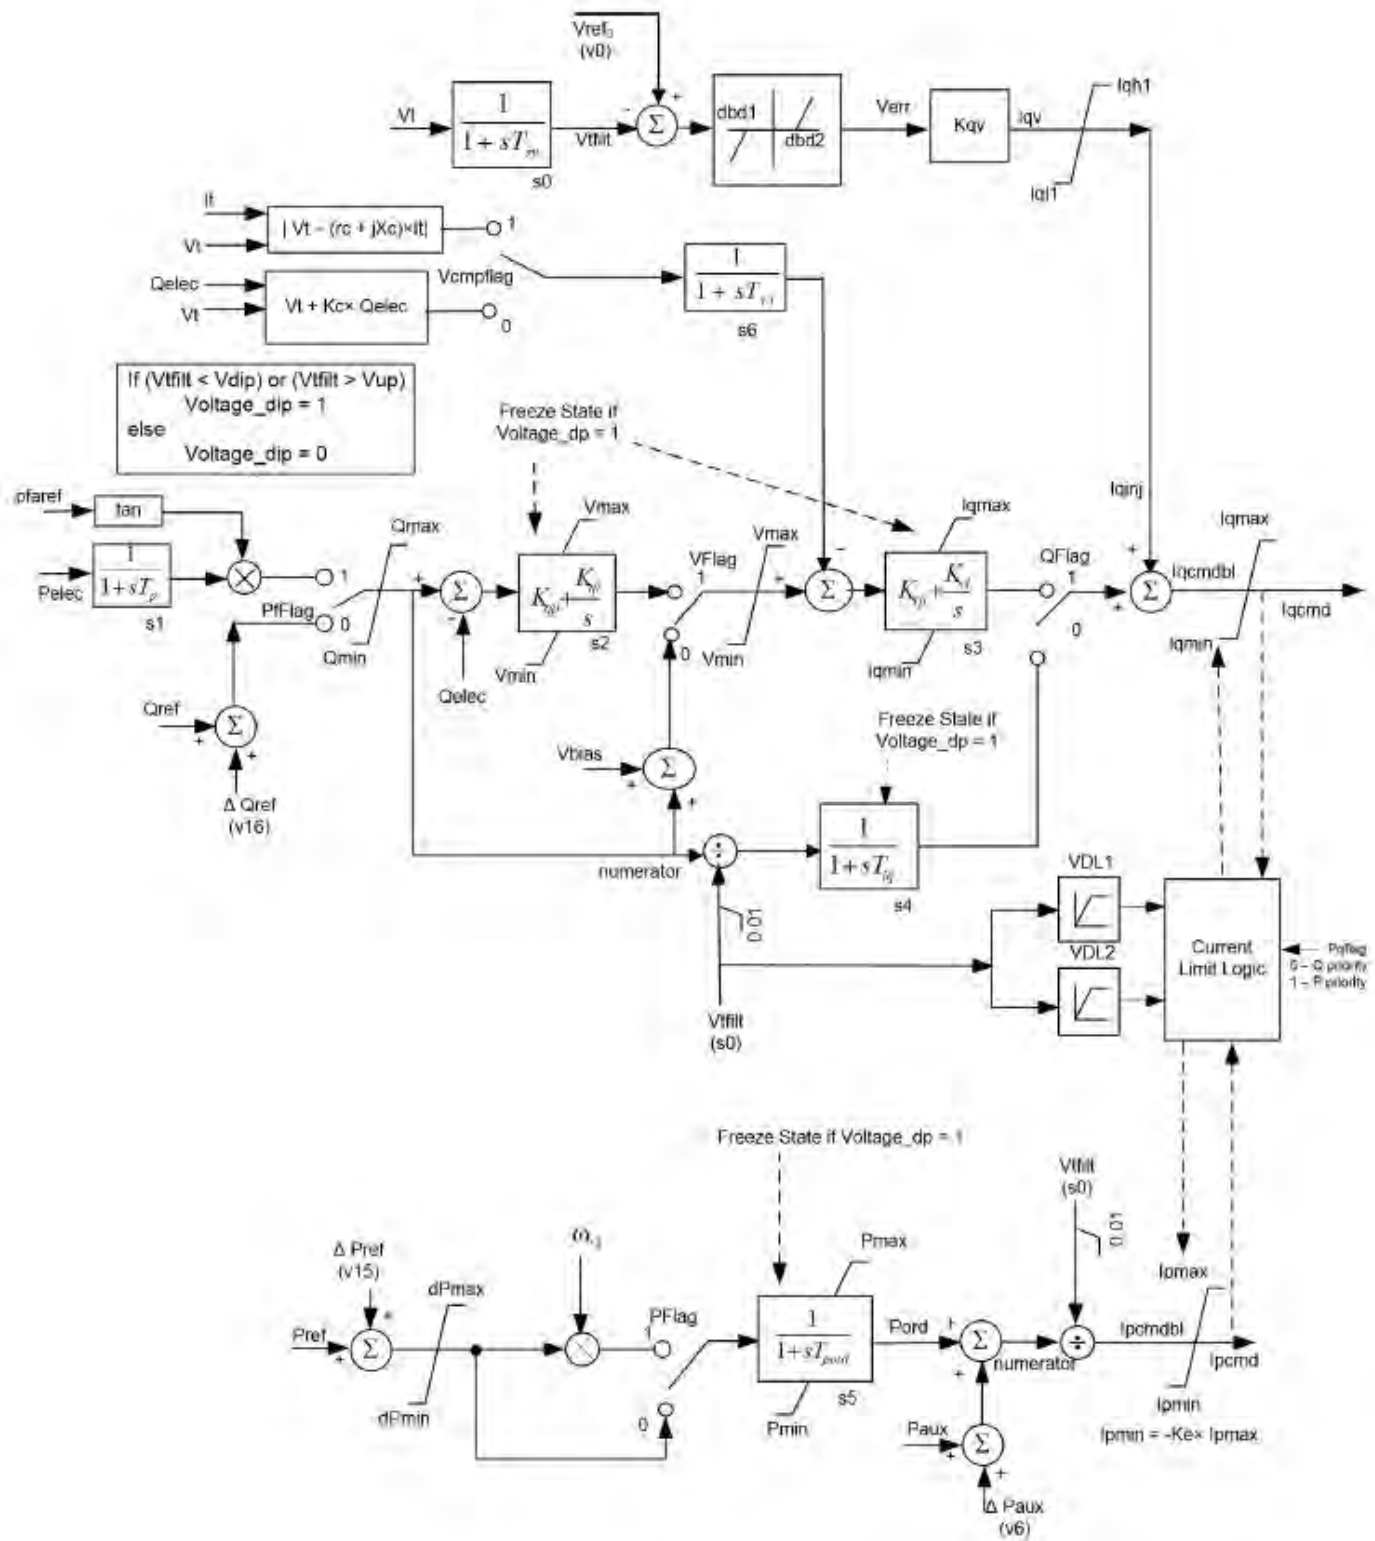 Vref₀
(v0)
Vt
1
1 + sT
s0
Vtfilt
-
+
Σ
dbd1
dbd2
Verr
Kqv
Iqv
Iqh1
Iql1
It
Vt
| Vt – (rc + jXc)×It|
1
Vcmpflag
Qelec
Vt
Vt + Kc× Qelec
0
1
1 + sT
s6
If (Vtfilt < Vdip) or (Vtfilt > Vup)
Voltage_dip = 1
else
Voltage_dip = 0
Freeze State if
Voltage_dp = 1
pfaref
tan
Pelec
1
1+sTp
s1
1
PfFlag
0
Qmax
Qmin
+
Σ
-
Qelec
Vmax
K + K
s
s2
Vmin
VFlag
1
0
Vmax
Vmin
+
-
Σ
Iqmax
K + K
s
s3
Iqmin
QFlag
1
0
Iqinj
+
+
Σ
Iqcmdbl
Iqmax
Iqmin
Iqcmd
Qref
+
Σ
+
Δ Qref
(v16)
Vbias
+
Σ
+
numerator
÷
0.01
Freeze State if
Voltage_dp = 1
1
1+sTiq
s4
Vtfilt
(s0)
VDL1
VDL2
Current
Limit Logic
Pqflag
0 – Q priority
1 – P priority
Freeze State if Voltage_dp = 1
Vtfilt
(s0)
0.01
Δ Pref
(v15)
Pref
+
+
Σ
dPmax
dPmin
PFlag
1
0
Pmax
1
1+sTpord
s5
Pmin
Pord
+
Σ
+
numerator
÷
Ipcmdbl
Ipmax
Ipcmd
Ipmin
Ipmin = -Ke× Ipmax
Paux
+
Σ
+
Δ Paux
(v6)